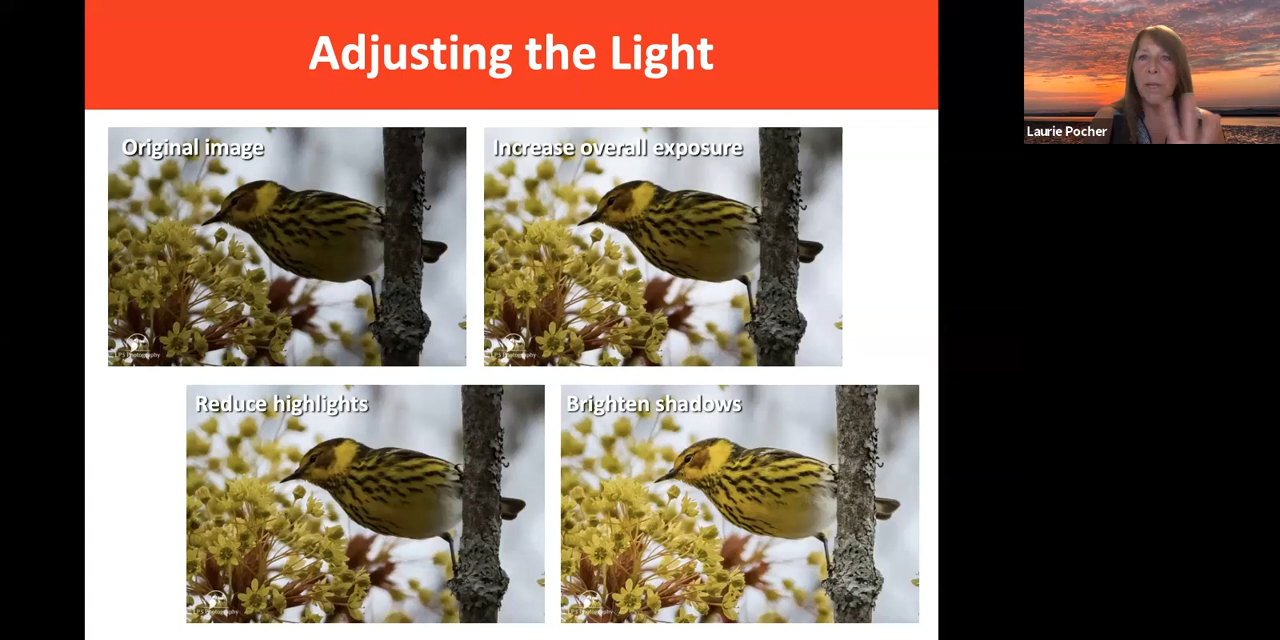 Adjusting the Light
Laurie Pocher
Original image
Increase overall exposure
Reduce highlights
Brighten shadows